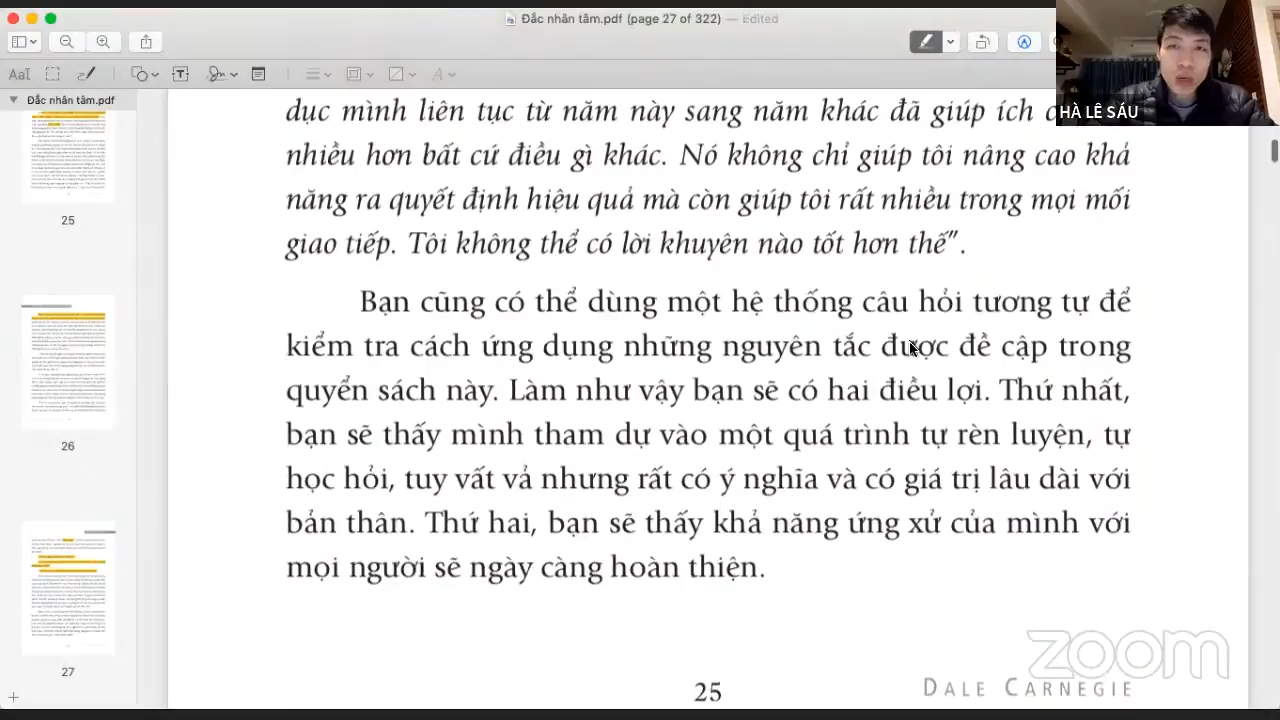 Đắc nhân tâm.pdf (page 27 of 322) — Edited
HÀ LÊ SÁU
Đắc nhân tâm.pdf
25
26
27
dục mình liên tục từ năm này sang năm khác đã giúp ích
nhiều hơn bất cứ điều gì khác. Nó không chỉ giúp tôi nâng cao khả
năng ra quyết định hiệu quả mà còn giúp tôi rất nhiều trong mọi mối
giao tiếp. Tôi không thể có lời khuyên nào tốt hơn thế”.
Bạn cũng có thể dùng một hệ thống câu hỏi tương tự để
kiểm tra cách ứng dụng những nguyên tắc được đề cập trong
quyển sách này. Làm như vậy bạn sẽ có hai điều lợi. Thứ nhất,
bạn sẽ thấy mình tham dự vào một quá trình tự rèn luyện, tự
học hỏi, tuy vất vả nhưng rất có ý nghĩa và có giá trị lâu dài với
bản thân. Thứ hai, bạn sẽ thấy khả năng ứng xử của mình với
mọi người sẽ ngày càng hoàn thiện.
zoom
25
DALE CARNEGIE